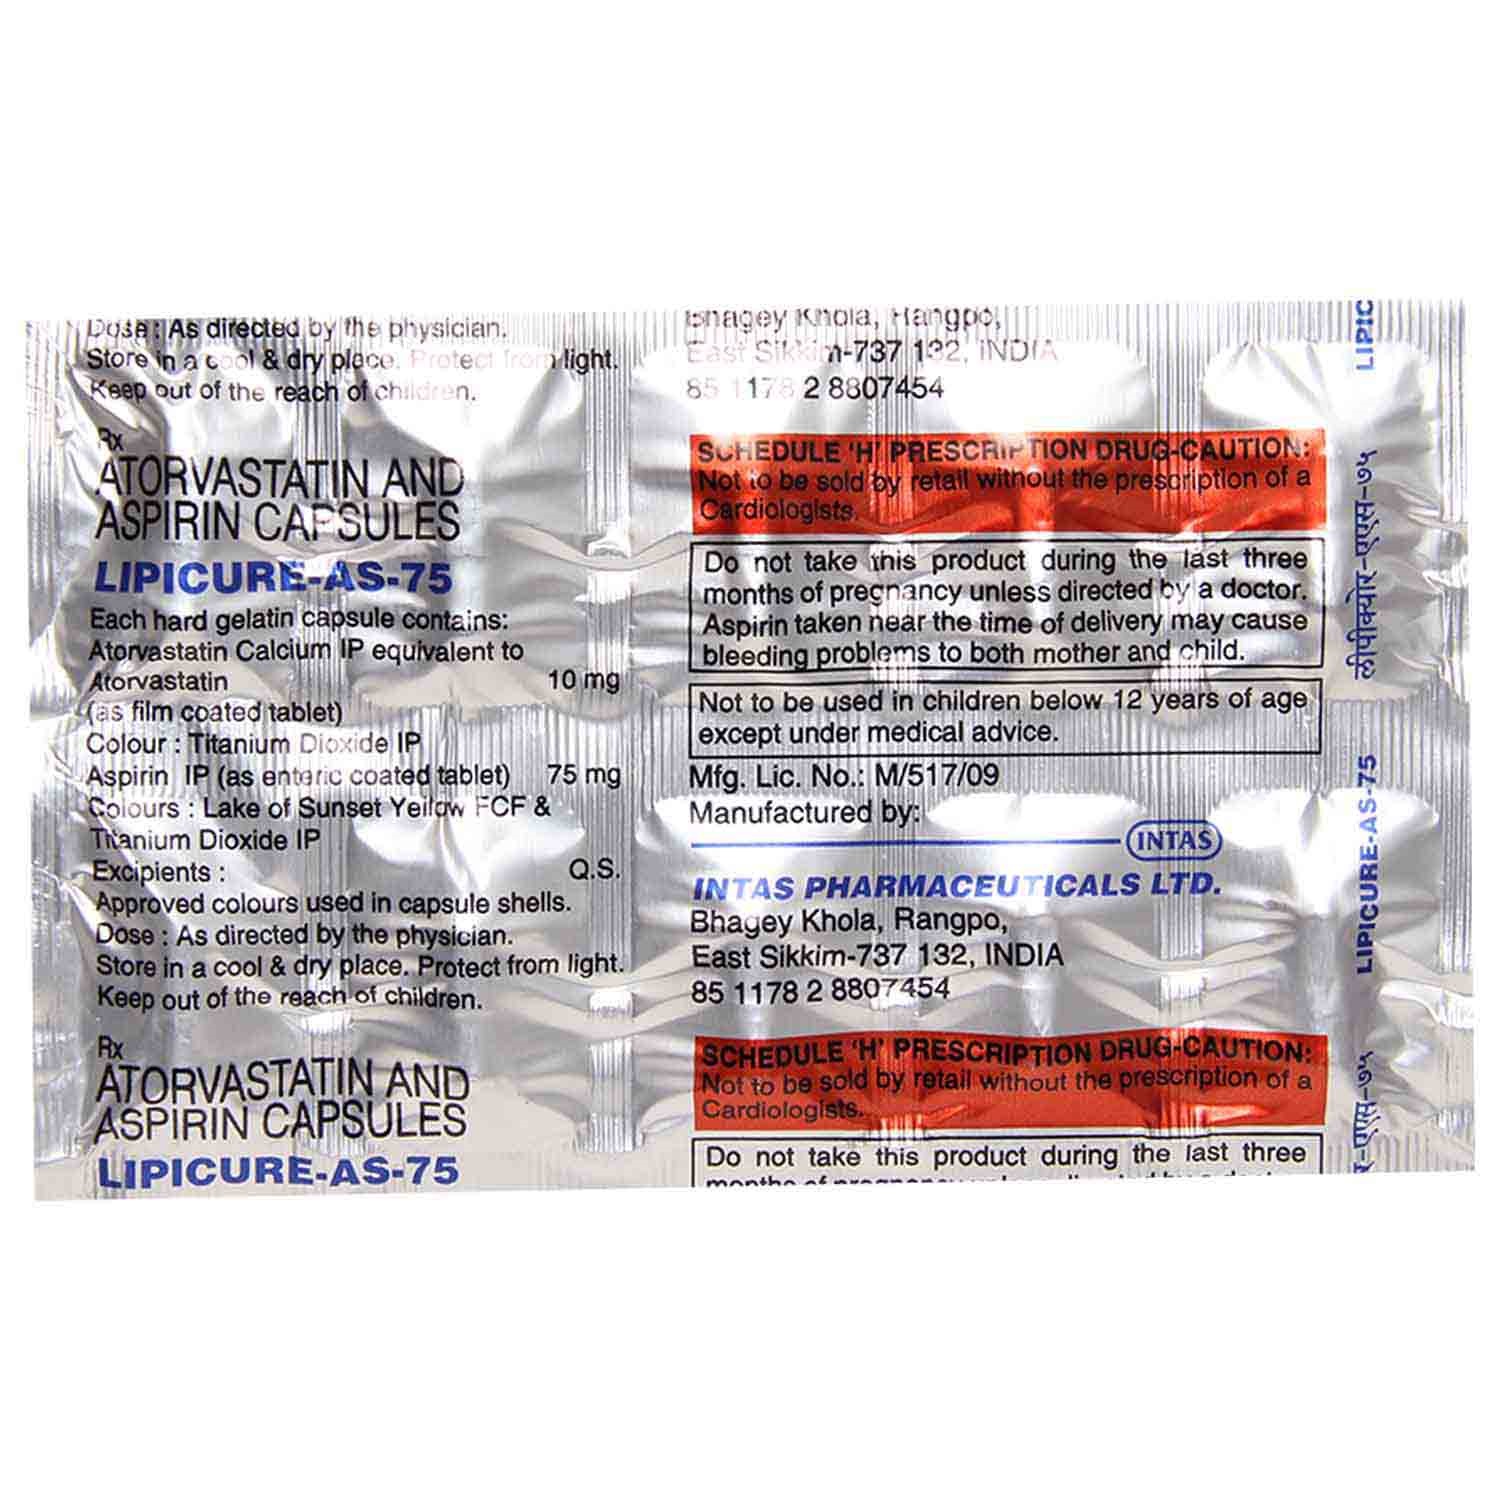 Dose : As directed by the physician.
Store in a cool & dry place. Protect from light.
Keep out of the reach of children.
Rx
ATORVASTATIN AND
ASPIRIN CAPSULES
LIPICURE-AS-75
Each hard gelatin capsule contains:
Atorvastatin Calcium IP equivalent to
Atorvastatin 10 mg
(as film coated tablet)
Colour : Titanium Dioxide IP
Aspirin IP (as enteric coated tablet) 75 mg
Colours : Lake of Sunset Yellow FCF &
Titanium Dioxide IP
Excipients : Q.S.
Approved colours used in capsule shells.
Dose : As directed by the physician.
Store in a cool & dry place. Protect from light.
Keep out of the reach of children.
Rx
ATORVASTATIN AND
ASPIRIN CAPSULES
LIPICURE-AS-75
Bhagey Khola, Rangpo,
East Sikkim-737 132, INDIA
85 1178 2 8807454
SCHEDULE 'H' PRESCRIPTION DRUG-CAUTION:
Not to be sold by retail without the prescription of a
Cardiologists.
Do not take this product during the last three
months of pregnancy unless directed by a doctor.
Aspirin taken near the time of delivery may cause
bleeding problems to both mother and child.
Not to be used in children below 12 years of age
except under medical advice.
Mfg. Lic. No.: M/517/09
Manufactured by:
INTAS
INTAS PHARMACEUTICALS LTD.
Bhagey Khola, Rangpo,
East Sikkim-737 132, INDIA
85 1178 2 8807454
SCHEDULE 'H' PRESCRIPTION DRUG-CAUTION:
Not to be sold by retail without the prescription of a
Cardiologists.
Do not take this product during the last three
months of pregnancy
LIPIC
लीपीक्योर-एएस-७५
LIPICURE-AS-75
र-एएस-७५